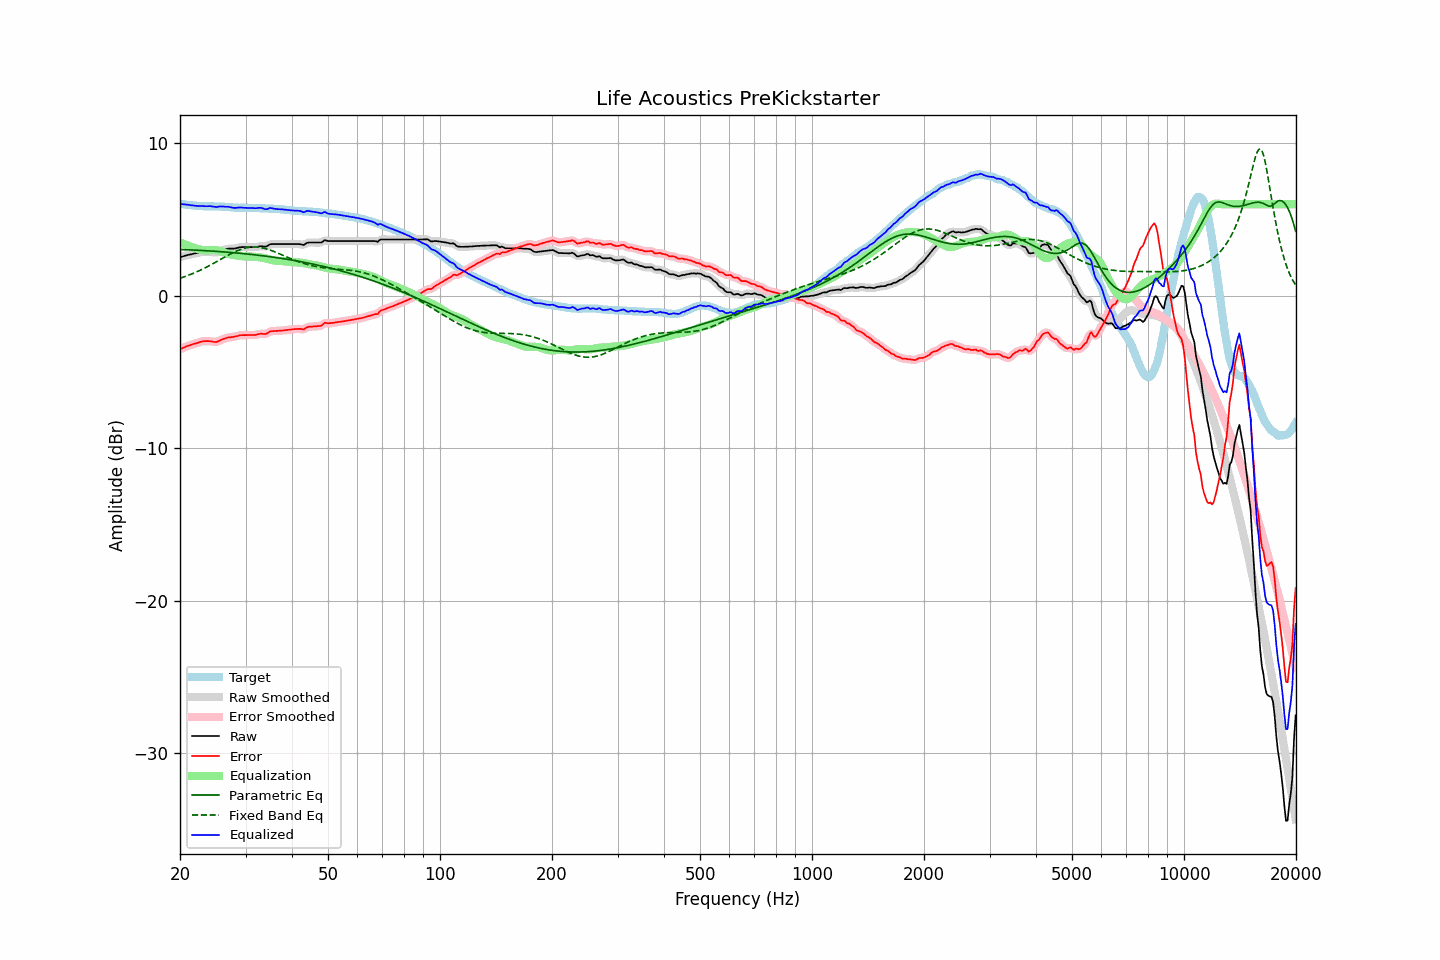 Life Acoustics PreKickstarter
Amplitude (dBr)
10
0
−10
−20
−30
Target
Raw Smoothed
Error Smoothed
Raw
Error
Equalization
Parametric Eq
Fixed Band Eq
Equalized
20 50 100 200 500 1000 2000 5000 10000 20000
Frequency (Hz)